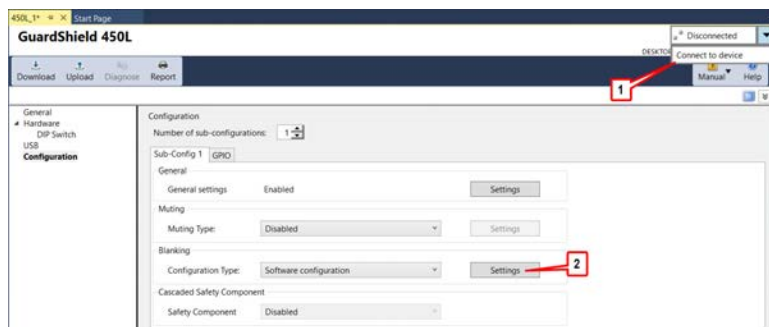 450L_1*
Start Page
GuardShield 450L
Disconnected
Connect to device
Download Upload Diagnose Report
Manual Help
1
General
Hardware
DIP Switch
USB
Configuration
Configuration
Number of sub-configurations: 1
Sub-Config 1 GPIO
General
General settings Enabled Settings
Muting
Muting Type: Disabled Settings
Blanking
Configuration Type: Software configuration Settings
2
Cascaded Safety Component
Safety Component Disabled